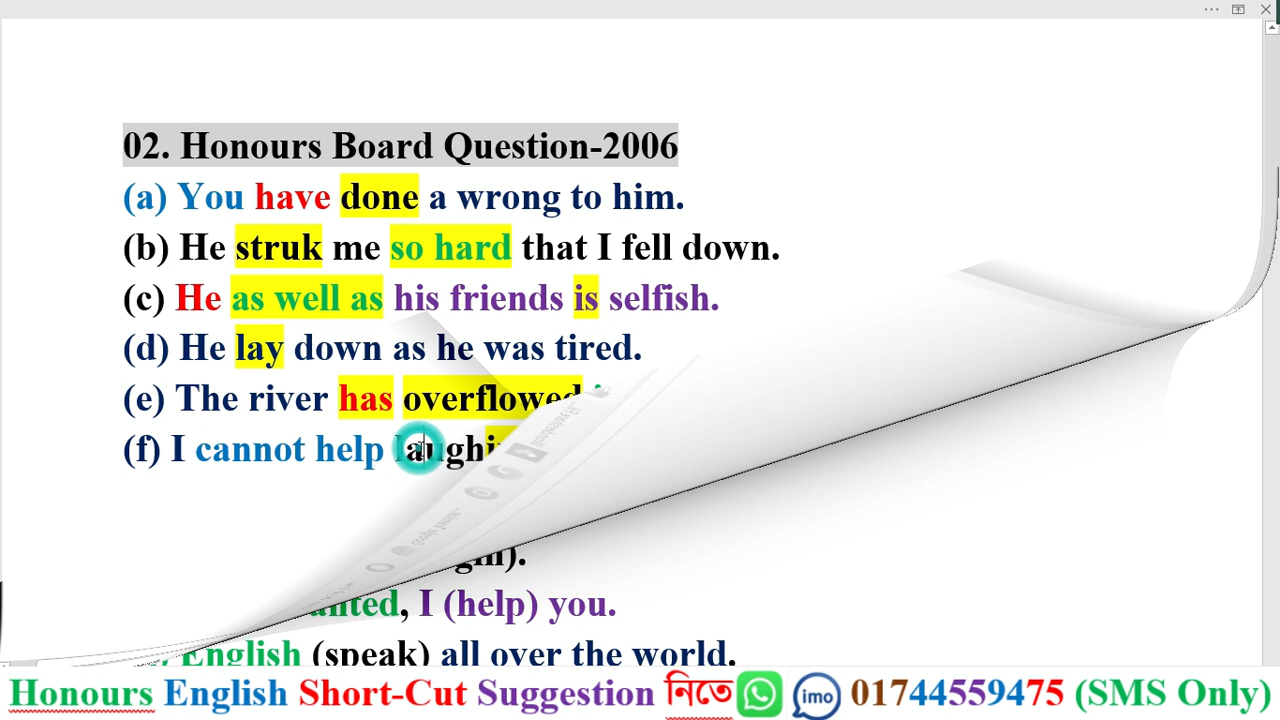 02. Honours Board Question-2006
(a) You have done a wrong to him.
(b) He struk me so hard that I fell down.
(c) He as well as his friends is selfish.
(d) He lay down as he was tired.
(e) The river has overflowed
(f) I cannot help
I (help) you.
English (speak) all over the world.
Honours English Short-Cut Suggestion নিতে imo 01744559475 (SMS Only)